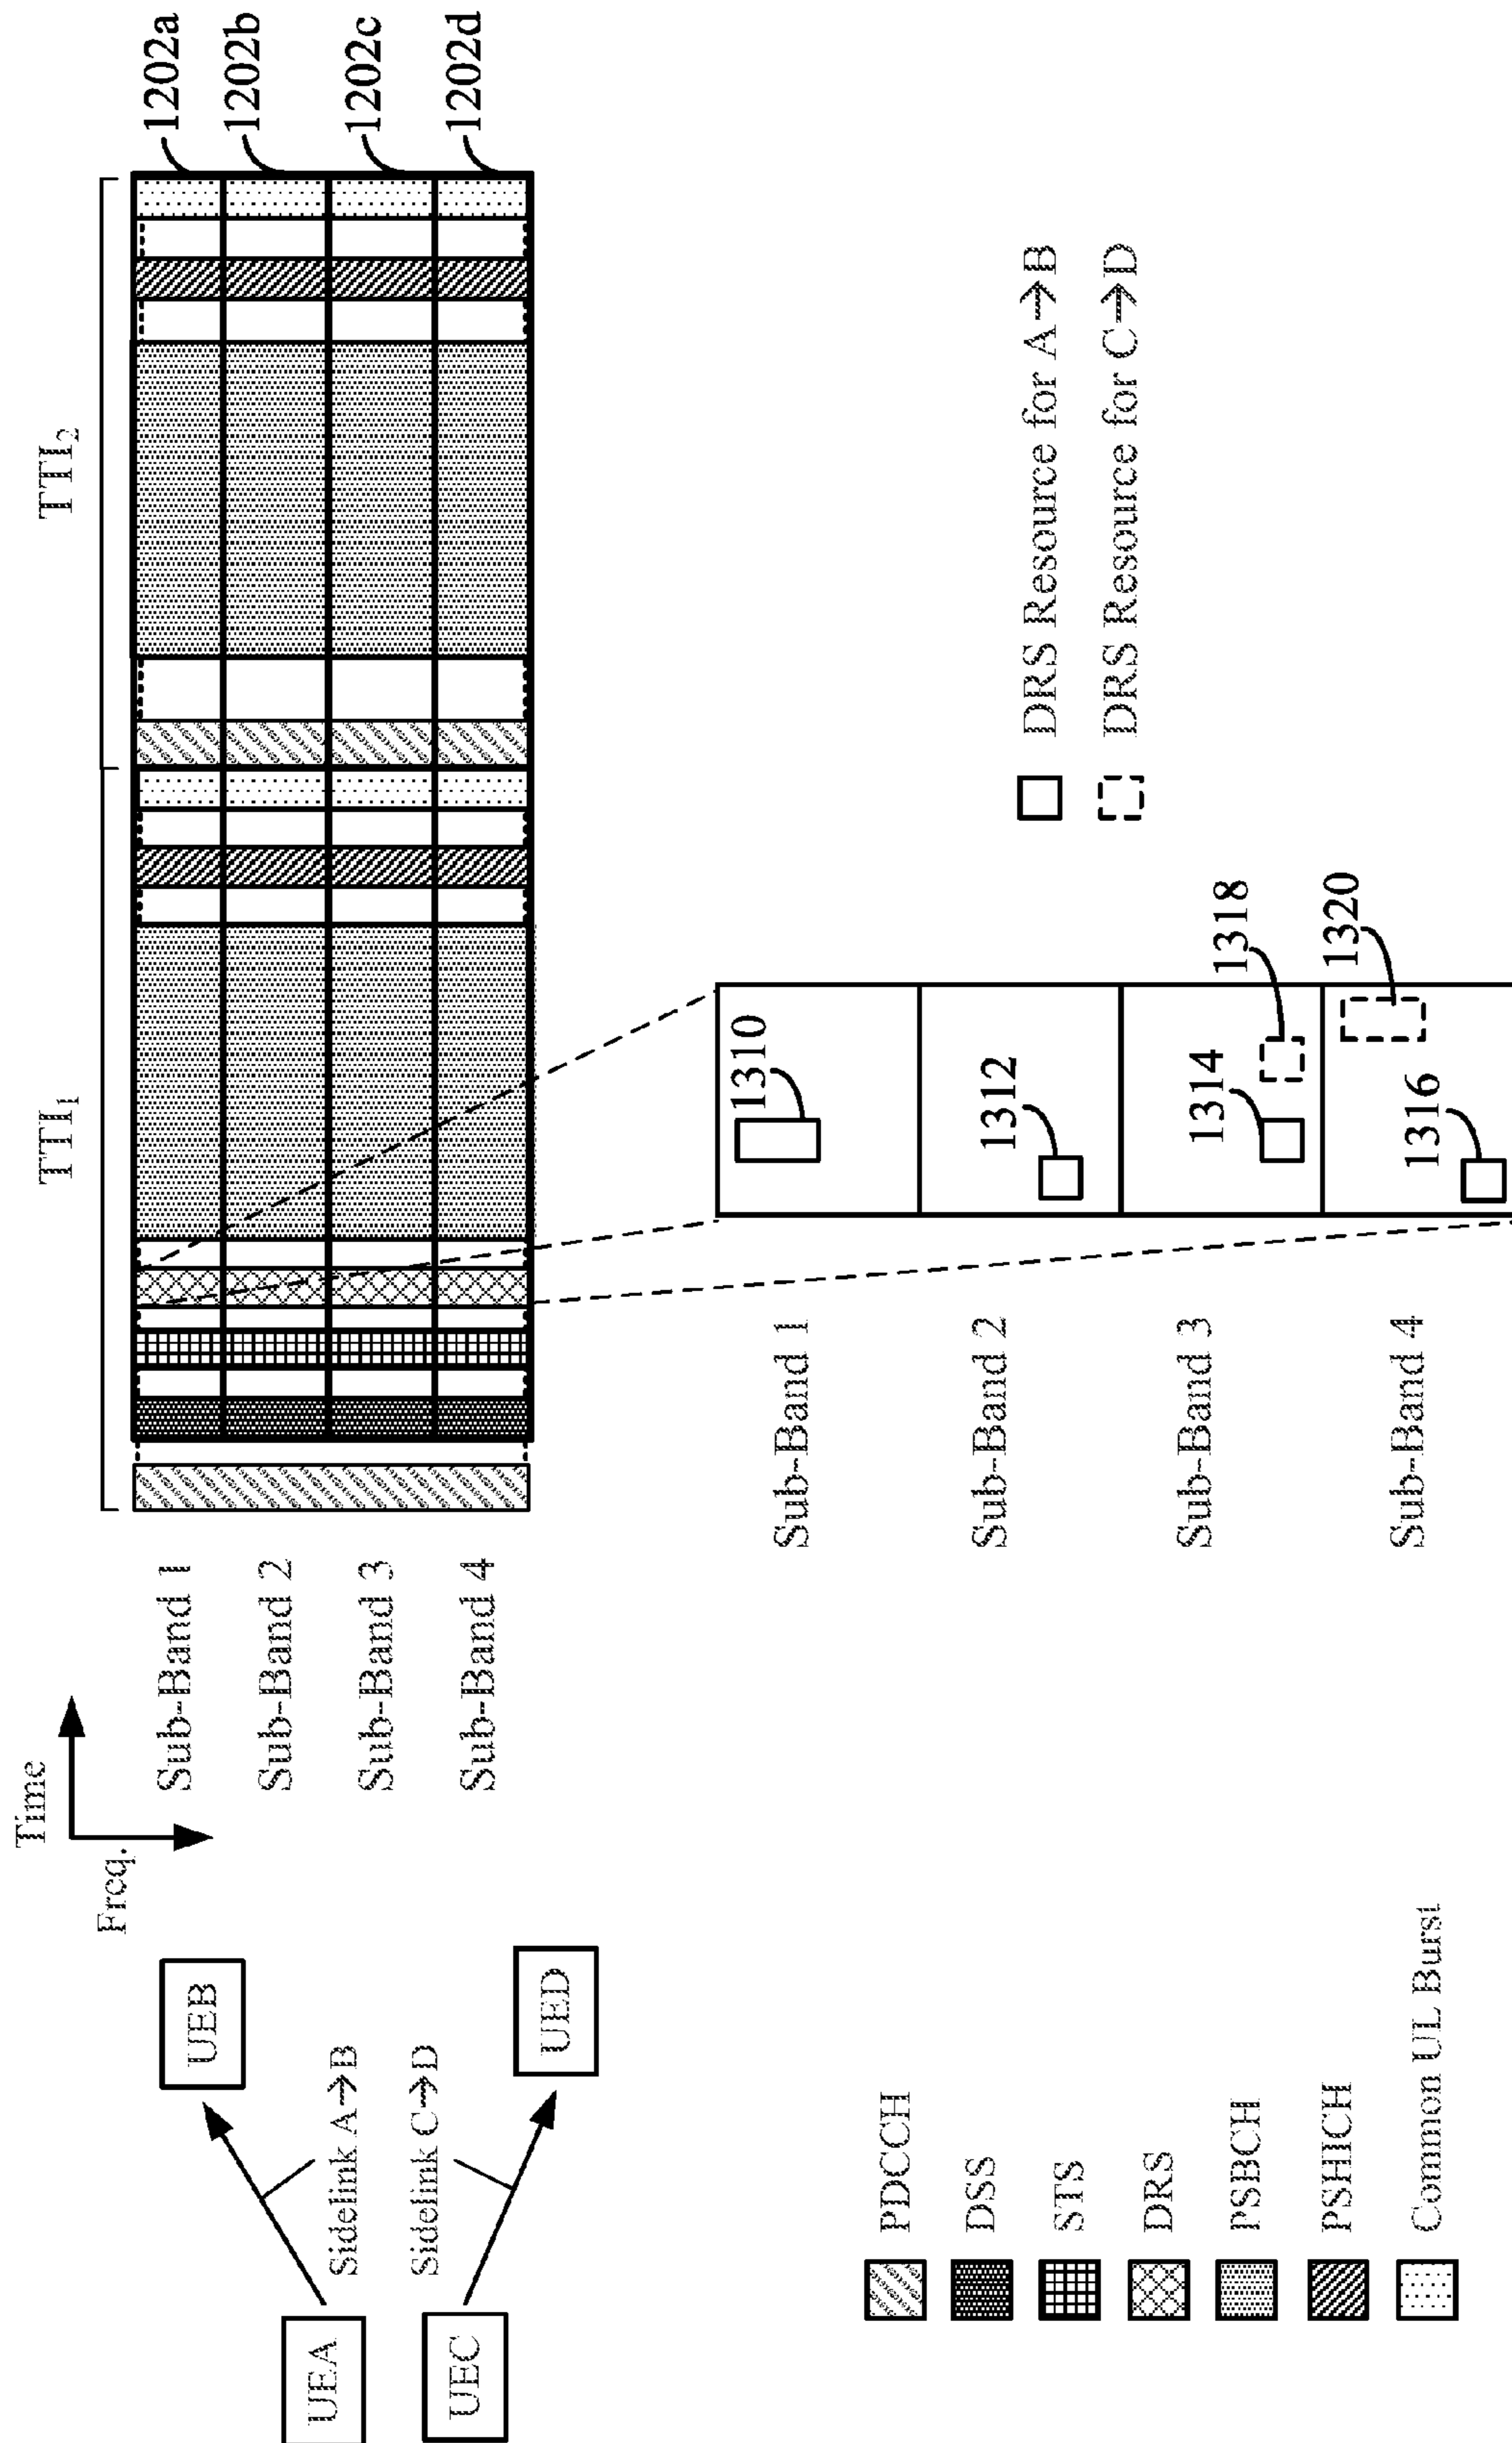 Time
Freq.
TTI1
TTI2
UEA
UEB
UEC
UED
Sidelink A→B
Sidelink C→D
Sub-Band 1
Sub-Band 2
Sub-Band 3
Sub-Band 4
1202a
1202b
1202c
1202d
PDCCH
DSS
STS
DRS
PSBCH
PSHICH
Common UL Burst
Sub-Band 1
Sub-Band 2
Sub-Band 3
Sub-Band 4
1310
1312
1314
1318
1316
1320
DRS Resource for A→B
DRS Resource for C→D